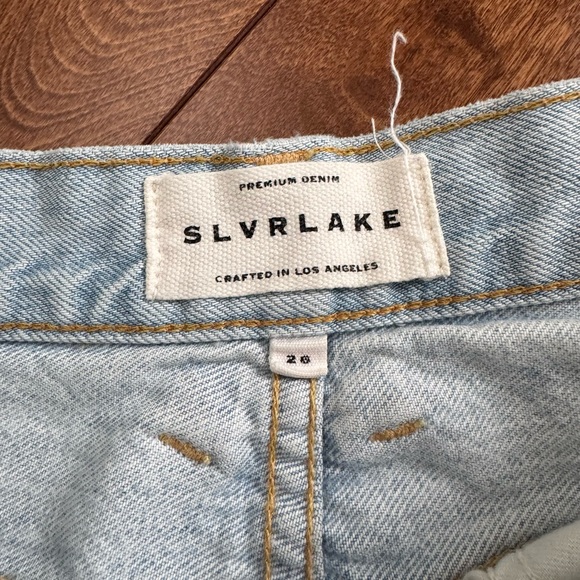 PREMIUM DENIM
SLVRLAKE
CRAFTED IN LOS ANGELES
26